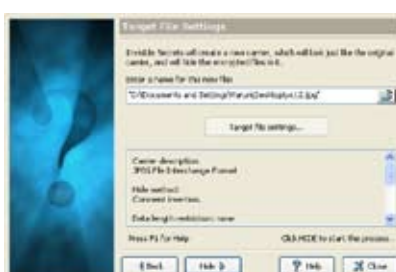 Target File Settings
Invisible Secrets will create a new carrier, which will look just like the original
carrier, and will hide the encrypted files in it.
Enter a name for the new file:
Target file settings...
Carrier description:
JPEG File Interchange Format
Hide method:
Comment insertion.
Data length restrictions: none
Press F1 for Help
Click HIDE to start the process.
Back
Hide
Help
Close